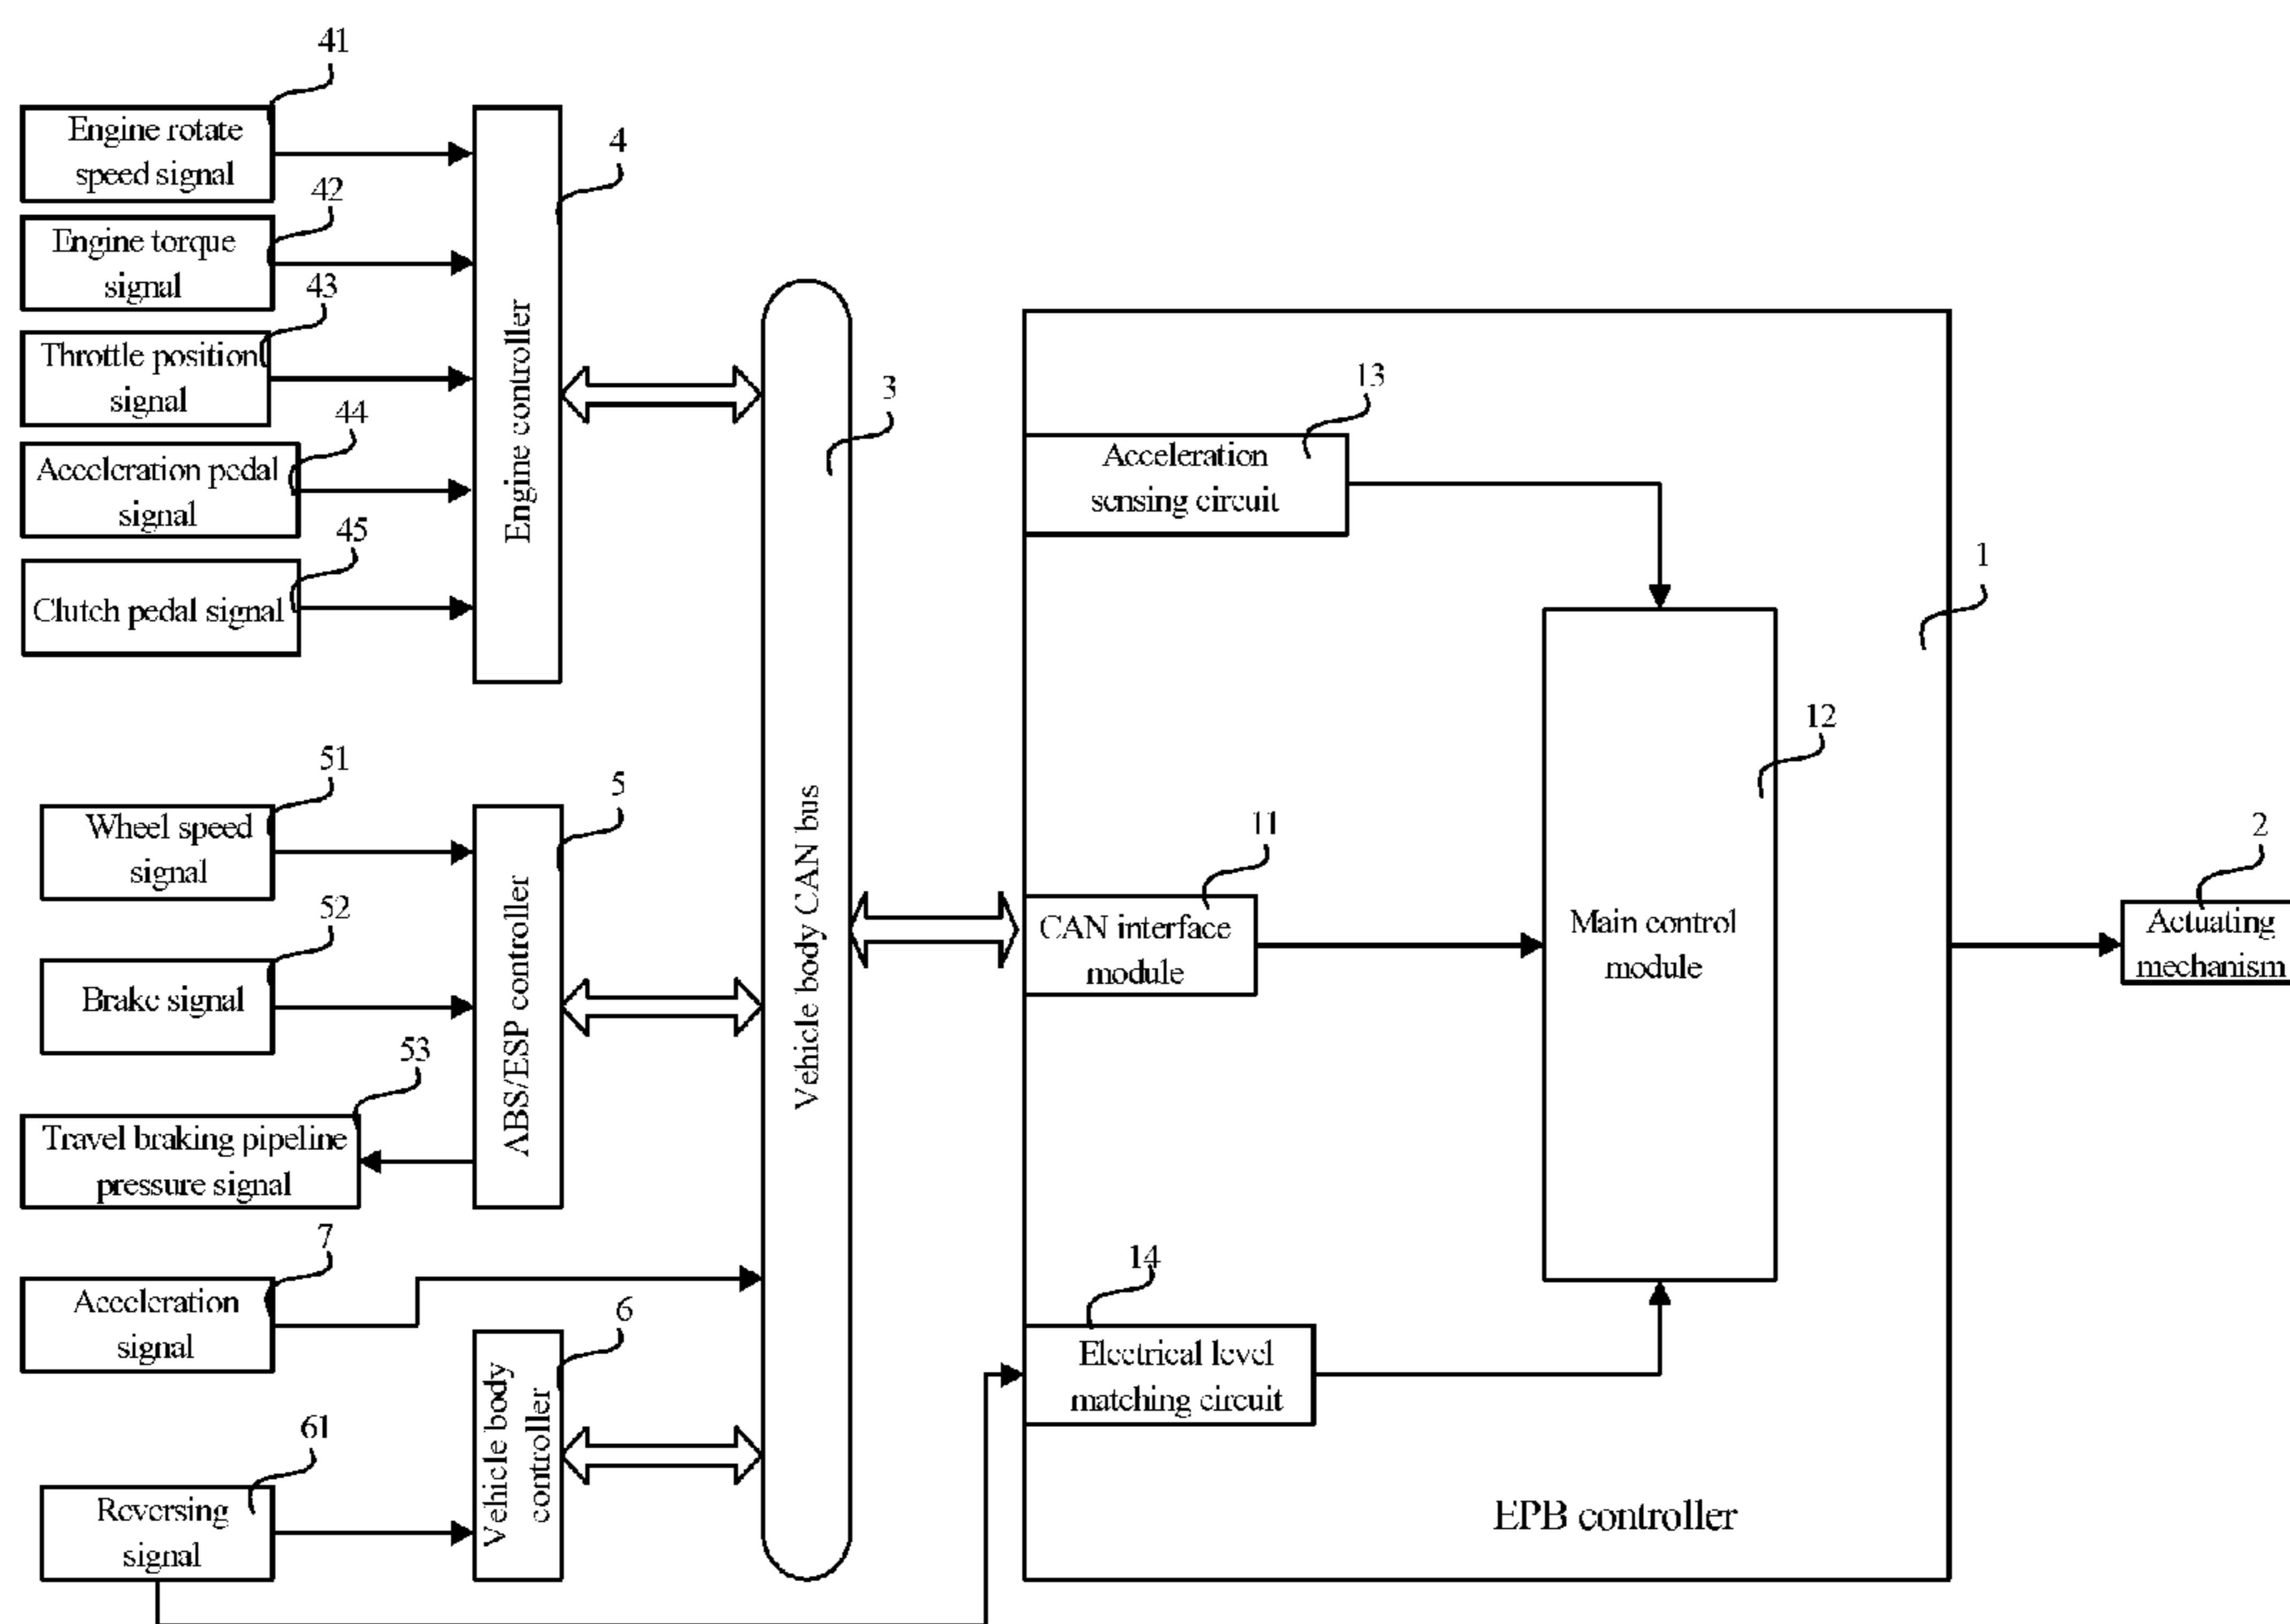 41
Engine rotate
speed signal
42
Engine torque
signal
43
Throttle position
signal
44
Acceleration pedal
signal
45
Clutch pedal signal
4
Engine controller
51
Wheel speed
signal
52
Brake signal
53
Travel braking pipeline
pressure signal
5
ABS/ESP controller
7
Acceleration
signal
61
Reversing
signal
6
Vehicle body
controller
3
Vehicle body CAN bus
13
Acceleration
sensing circuit
11
CAN interface
module
14
Electrical level
matching circuit
12
Main control
module
1
EPB controller
2
Actuating
mechanism